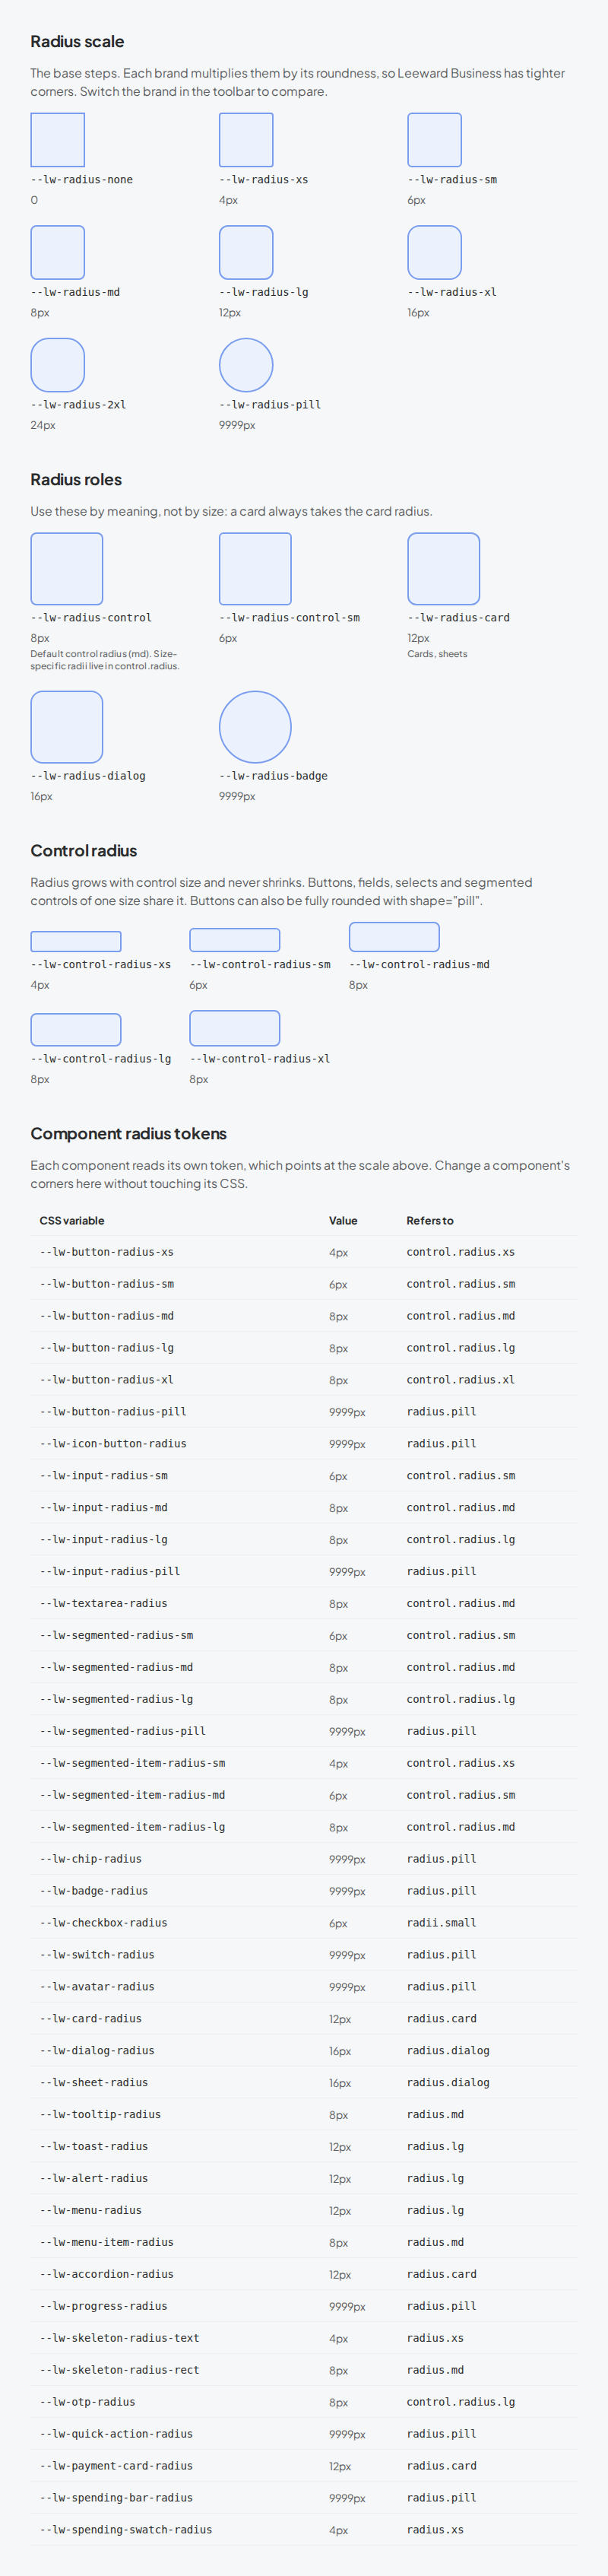 Radius scale
The base steps. Each brand multiplies them by its roundness, so Leeward Business has tighter
corners. Switch the brand in the toolbar to compare.
--lw-radius-none
0
--lw-radius-xs
4px
--lw-radius-sm
6px
--lw-radius-md
8px
--lw-radius-lg
12px
--lw-radius-xl
16px
--lw-radius-2xl
24px
--lw-radius-pill
9999px
Radius roles
Use these by meaning, not by size: a card always takes the card radius.
--lw-radius-control
8px
Default control radius (md). Size-
specific radii live in control.radius.
--lw-radius-control-sm
6px
--lw-radius-card
12px
Cards, sheets
--lw-radius-dialog
16px
--lw-radius-badge
9999px
Control radius
Radius grows with control size and never shrinks. Buttons, fields, selects and segmented
controls of one size share it. Buttons can also be fully rounded with shape="pill".
--lw-control-radius-xs
4px
--lw-control-radius-sm
6px
--lw-control-radius-md
8px
--lw-control-radius-lg
8px
--lw-control-radius-xl
8px
Component radius tokens
Each component reads its own token, which points at the scale above. Change a component's
corners here without touching its CSS.
CSS variable Value Refers to
--lw-button-radius-xs 4px control.radius.xs
--lw-button-radius-sm 6px control.radius.sm
--lw-button-radius-md 8px control.radius.md
--lw-button-radius-lg 8px control.radius.lg
--lw-button-radius-xl 8px control.radius.xl
--lw-button-radius-pill 9999px radius.pill
--lw-icon-button-radius 9999px radius.pill
--lw-input-radius-sm 6px control.radius.sm
--lw-input-radius-md 8px control.radius.md
--lw-input-radius-lg 8px control.radius.lg
--lw-input-radius-pill 9999px radius.pill
--lw-textarea-radius 8px control.radius.md
--lw-segmented-radius-sm 6px control.radius.sm
--lw-segmented-radius-md 8px control.radius.md
--lw-segmented-radius-lg 8px control.radius.lg
--lw-segmented-radius-pill 9999px radius.pill
--lw-segmented-item-radius-sm 4px control.radius.xs
--lw-segmented-item-radius-md 6px control.radius.sm
--lw-segmented-item-radius-lg 8px control.radius.md
--lw-chip-radius 9999px radius.pill
--lw-badge-radius 9999px radius.pill
--lw-checkbox-radius 6px radii.small
--lw-switch-radius 9999px radius.pill
--lw-avatar-radius 9999px radius.pill
--lw-card-radius 12px radius.card
--lw-dialog-radius 16px radius.dialog
--lw-sheet-radius 16px radius.dialog
--lw-tooltip-radius 8px radius.md
--lw-toast-radius 12px radius.lg
--lw-alert-radius 12px radius.lg
--lw-menu-radius 12px radius.lg
--lw-menu-item-radius 8px radius.md
--lw-accordion-radius 12px radius.card
--lw-progress-radius 9999px radius.pill
--lw-skeleton-radius-text 4px radius.xs
--lw-skeleton-radius-rect 8px radius.md
--lw-otp-radius 8px control.radius.lg
--lw-quick-action-radius 9999px radius.pill
--lw-payment-card-radius 12px radius.card
--lw-spending-bar-radius 9999px radius.pill
--lw-spending-swatch-radius 4px radius.xs